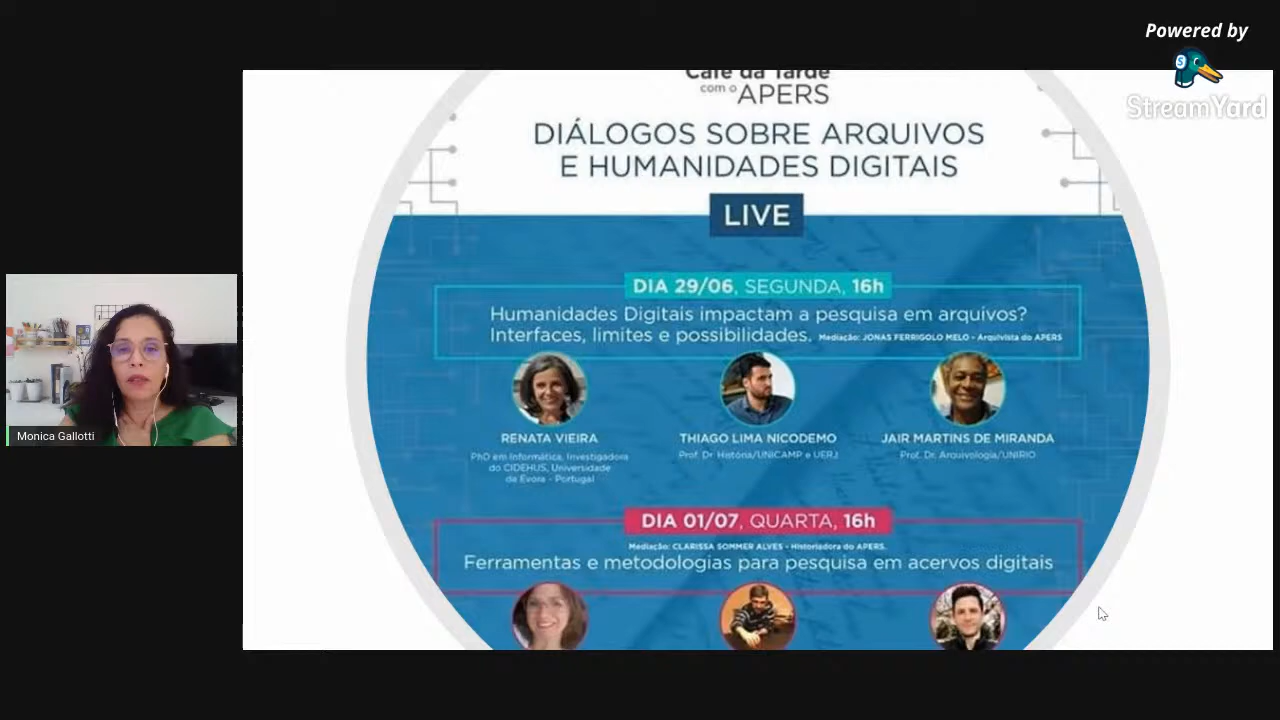 Powered by
StreamYard
Café da Tarde
com o APERS
DIÁLOGOS SOBRE ARQUIVOS
E HUMANIDADES DIGITAIS
LIVE
DIA 29/06, SEGUNDA, 16h
Humanidades Digitais impactam a pesquisa em arquivos?
Interfaces, limites e possibilidades. Mediação: JONAS FERRIGOLO MELO - Arquivista do APERS
RENATA VIEIRA
PhD em Informática, Investigadora
do CIDEHUS, Universidade
de Évora - Portugal
THIAGO LIMA NICODEMO
Prof. Dr. História/UNICAMP e UERJ
JAIR MARTINS DE MIRANDA
Prof. Dr. Arquivologia/UNIRIO
DIA 01/07, QUARTA, 16h
Mediação: CLARISSA SOMMER ALVES - Historiadora do APERS.
Ferramentas e metodologias para pesquisa em acervos digitais
Monica Gallotti